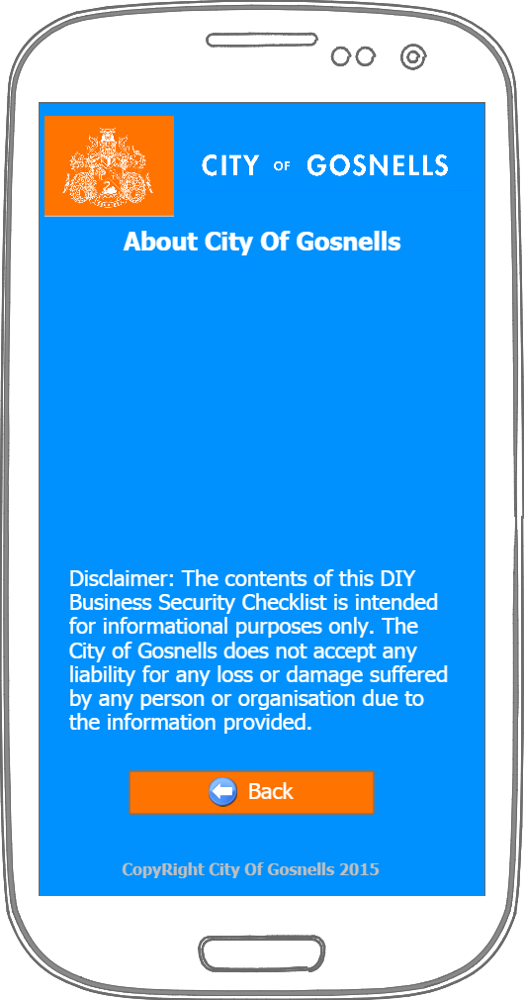 CITY OF GOSNELLS
About City Of Gosnells
Disclaimer: The contents of this DIY
Business Security Checklist is intended
for informational purposes only. The
City of Gosnells does not accept any
liability for any loss or damage suffered
by any person or organisation due to
the information provided.
Back
CopyRight City Of Gosnells 2015